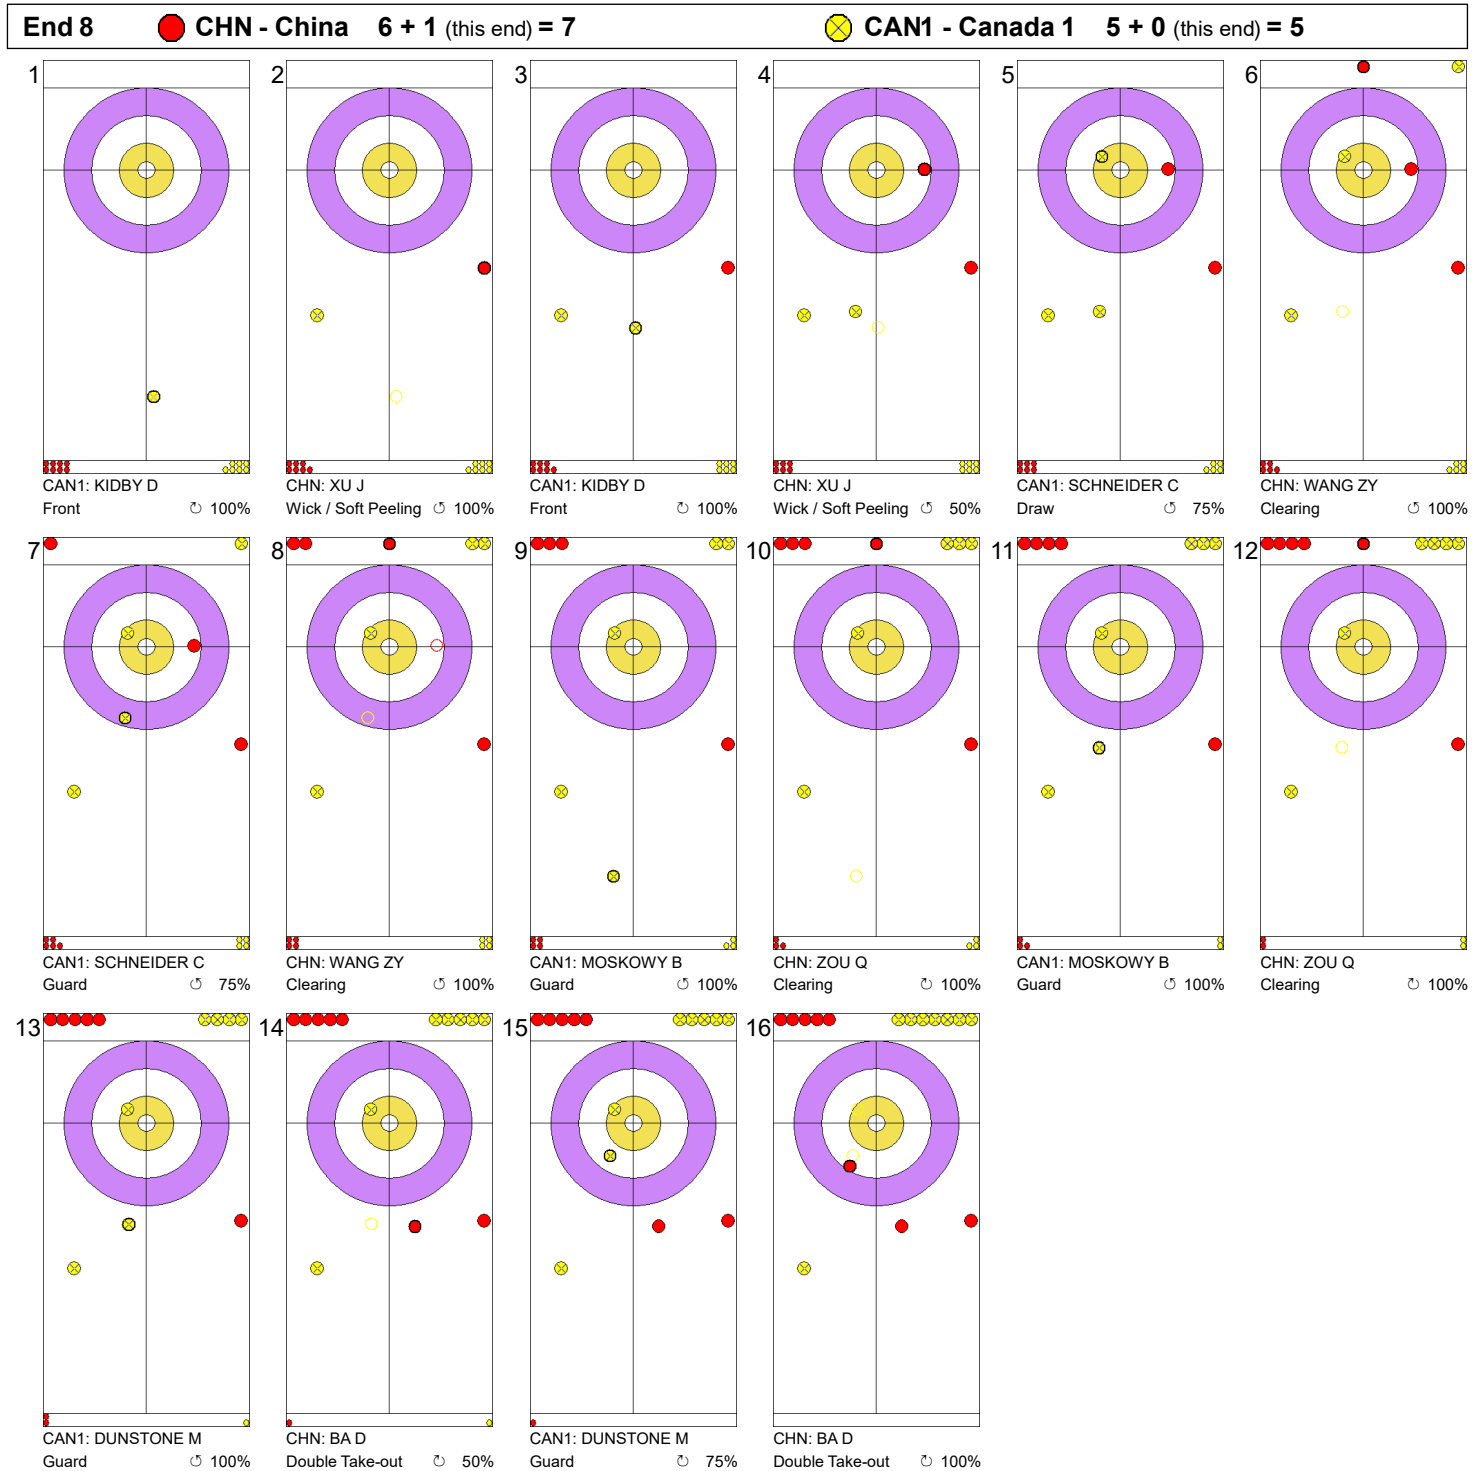 End 8 CHN - China 6 + 1 (this end) = 7 CAN1 - Canada 1 5 + 0 (this end) = 5
1 2 3 4 5 6
CAN1: KIDBY D CHN: XU J CAN1: KIDBY D CHN: XU J CAN1: SCHNEIDER C CHN: WANG ZY
Front ↻ 100% Wick / Soft Peeling ↺ 100% Front ↻ 100% Wick / Soft Peeling ↺ 50% Draw ↻ 75% Clearing ↻ 100%
7 8 9 10 11 12
CAN1: SCHNEIDER C CHN: WANG ZY CAN1: MOSKOWY B CHN: ZOU Q CAN1: MOSKOWY B CHN: ZOU Q
Guard ↺ 75% Clearing ↺ 100% Guard ↺ 100% Clearing ↺ 100% Guard ↺ 100% Clearing ↻ 100%
13 14 15 16
CAN1: DUNSTONE M CHN: BA D CAN1: DUNSTONE M CHN: BA D
Guard ↺ 100% Double Take-out ↻ 50% Guard ↻ 75% Double Take-out ↻ 100%